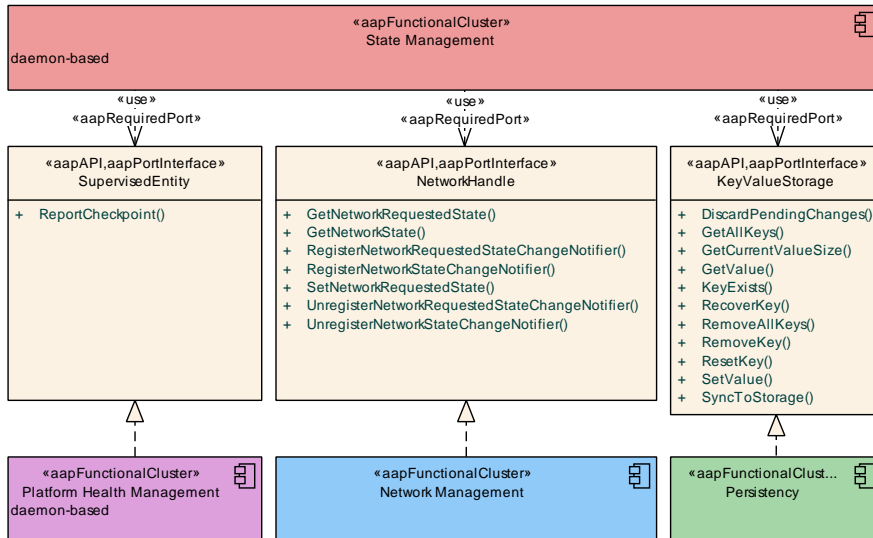 «aapFunctionalCluster»
State Management
daemon-based
«use»
«aapRequiredPort»
«use»
«aapRequiredPort»
«use»
«aapRequiredPort»
«aapAPI,aapPortInterface»
SupervisedEntity
+ ReportCheckpoint()
«aapAPI,aapPortInterface»
NetworkHandle
+ GetNetworkRequestedState()
+ GetNetworkState()
+ RegisterNetworkRequestedStateChangeNotifier()
+ RegisterNetworkStateChangeNotifier()
+ SetNetworkRequestedState()
+ UnregisterNetworkRequestedStateChangeNotifier()
+ UnregisterNetworkStateChangeNotifier()
«aapAPI,aapPortInterface»
KeyValueStorage
+ DiscardPendingChanges()
+ GetAllKeys()
+ GetCurrentValueSize()
+ GetValue()
+ KeyExists()
+ RecoverKey()
+ RemoveAllKeys()
+ RemoveKey()
+ ResetKey()
+ SetValue()
+ SyncToStorage()
«aapFunctionalCluster»
Platform Health Management
daemon-based
«aapFunctionalCluster»
Network Management
«aapFunctionalClust...
Persistency